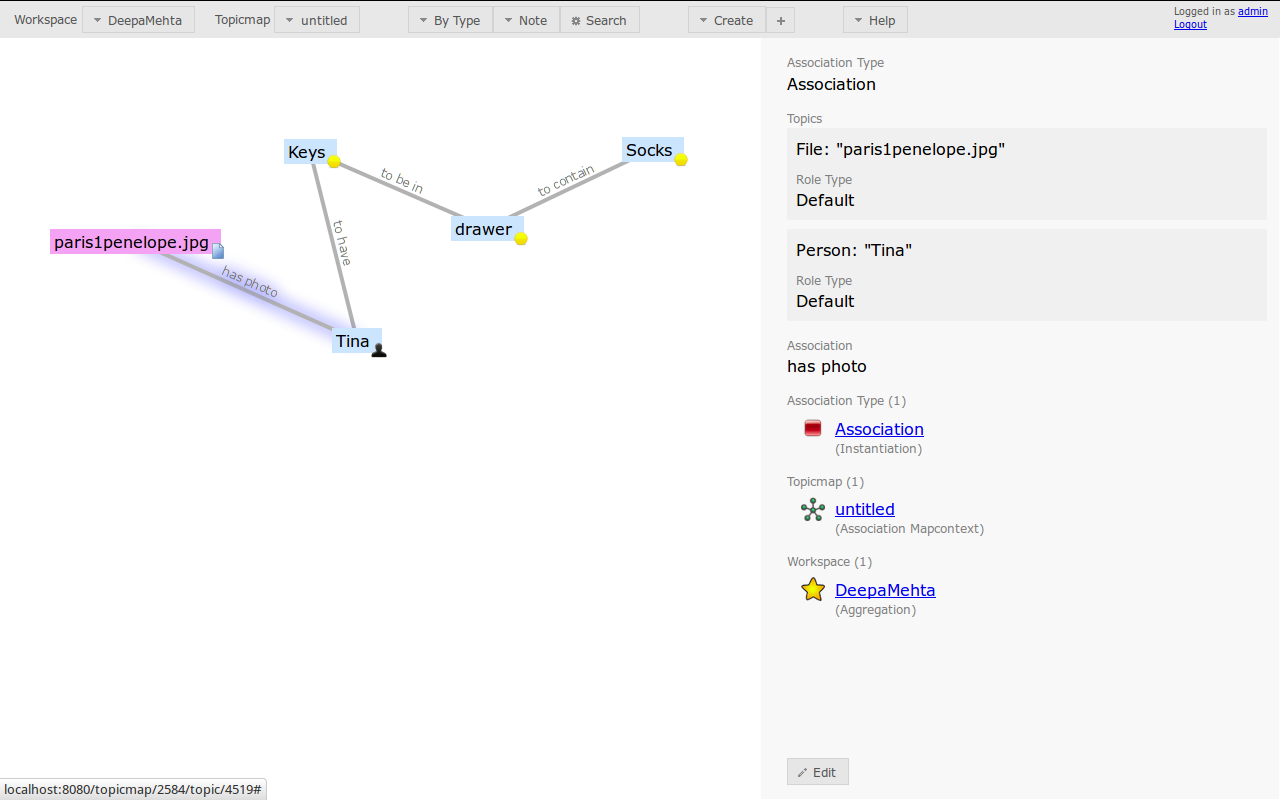 Workspace DeepaMehta Topicmap untitled By Type Note Search Create + Help
Logged in as admin
Logout
Keys
Socks
to be in
to contain
drawer
to have
paris1penelope.jpg
has photo
Tina
Association Type
Association
Topics
File: "paris1penelope.jpg"
Role Type
Default
Person: "Tina"
Role Type
Default
Association
has photo
Association Type (1)
Association
(Instantiation)
Topicmap (1)
untitled
(Association Mapcontext)
Workspace (1)
DeepaMehta
(Aggregation)
Edit
localhost:8080/topicmap/2584/topic/4519#